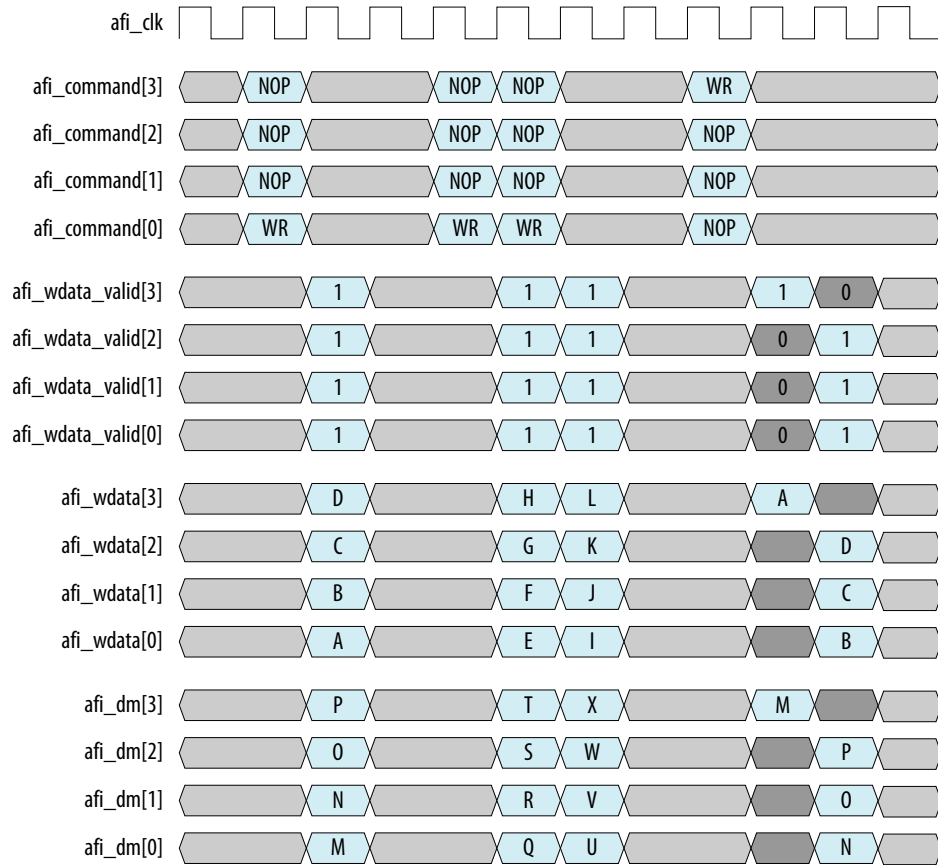 afi_clk
afi_command[3] NOP NOP NOP WR
afi_command[2] NOP NOP NOP NOP
afi_command[1] NOP NOP NOP NOP
afi_command[0] WR WR WR NOP
afi_wdata_valid[3] 1 1 1 1 0
afi_wdata_valid[2] 1 1 1 0 1
afi_wdata_valid[1] 1 1 1 0 1
afi_wdata_valid[0] 1 1 1 0 1
afi_wdata[3] D H L A
afi_wdata[2] C G K D
afi_wdata[1] B F J C
afi_wdata[0] A E I B
afi_dm[3] P T X M
afi_dm[2] O S W P
afi_dm[1] N R V O
afi_dm[0] M Q U N